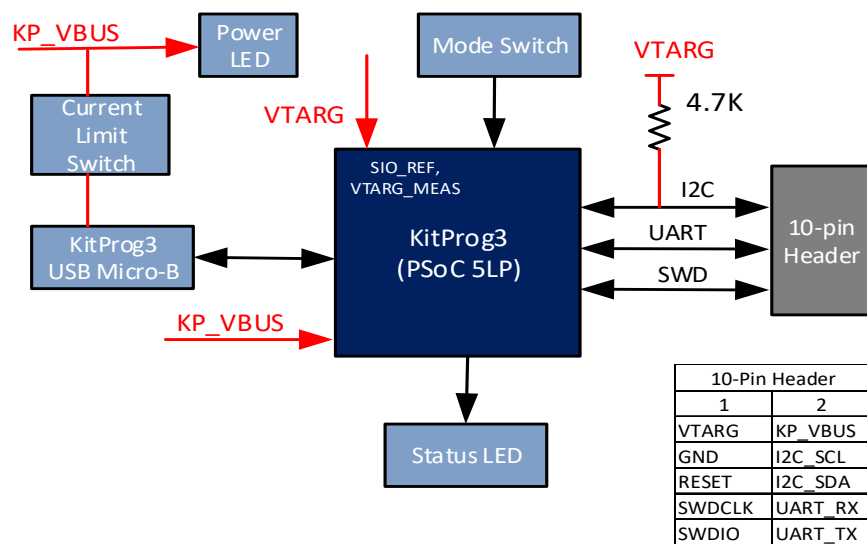 KP_VBUS
Power
LED
Mode Switch
VTARG
4.7K
Current
Limit
Switch
VTARG
SIO_REF,
VTARG_MEAS
I2C
KitProg3
USB Micro-B
KitProg3
(PSoC 5LP)
UART
10-pin
Header
SWD
KP_VBUS
Status LED
10-Pin Header
1 2
VTARG KP_VBUS
GND I2C_SCL
RESET I2C_SDA
SWDCLK UART_RX
SWDIO UART_TX